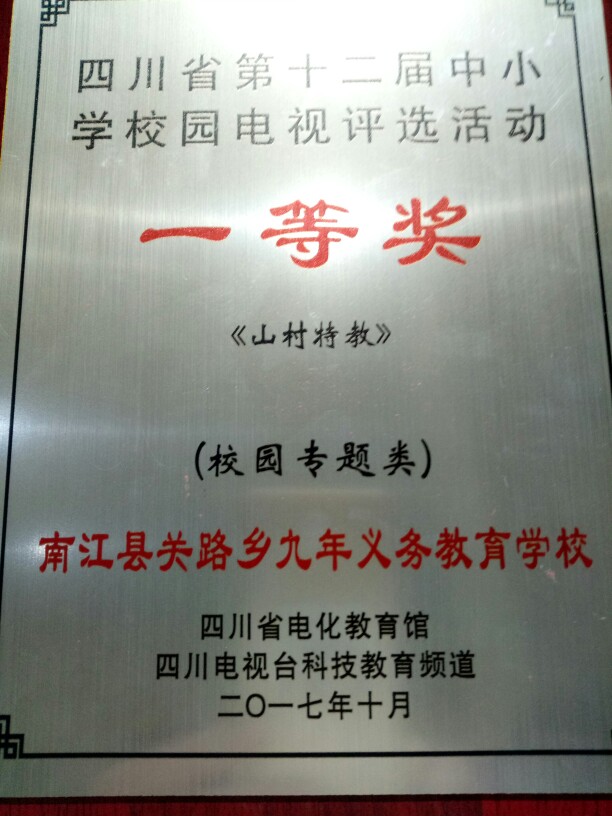 四川省第十二届中小
学校园电视评选活动
一等奖
《山村特教》
(校园专题类)
南江县关路乡九年义务教育学校
四川省电化教育馆
四川电视台科技教育频道
二〇一七年十月